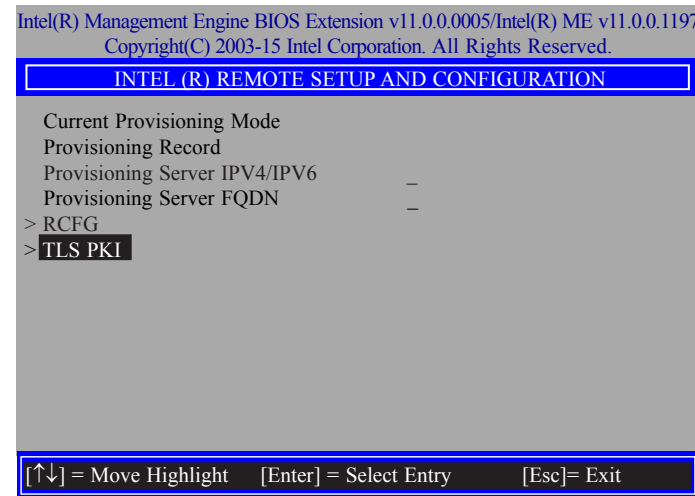 Intel(R) Management Engine BIOS Extension v11.0.0.0005/Intel(R) ME v11.0.0.1197
Copyright(C) 2003-15 Intel Corporation. All Rights Reserved.
INTEL (R) REMOTE SETUP AND CONFIGURATION
Current Provisioning Mode
Provisioning Record
Provisioning Server IPV4/IPV6 _
Provisioning Server FQDN _
> RCFG
> TLS PKI
[↑↓] = Move Highlight [Enter] = Select Entry [Esc]= Exit